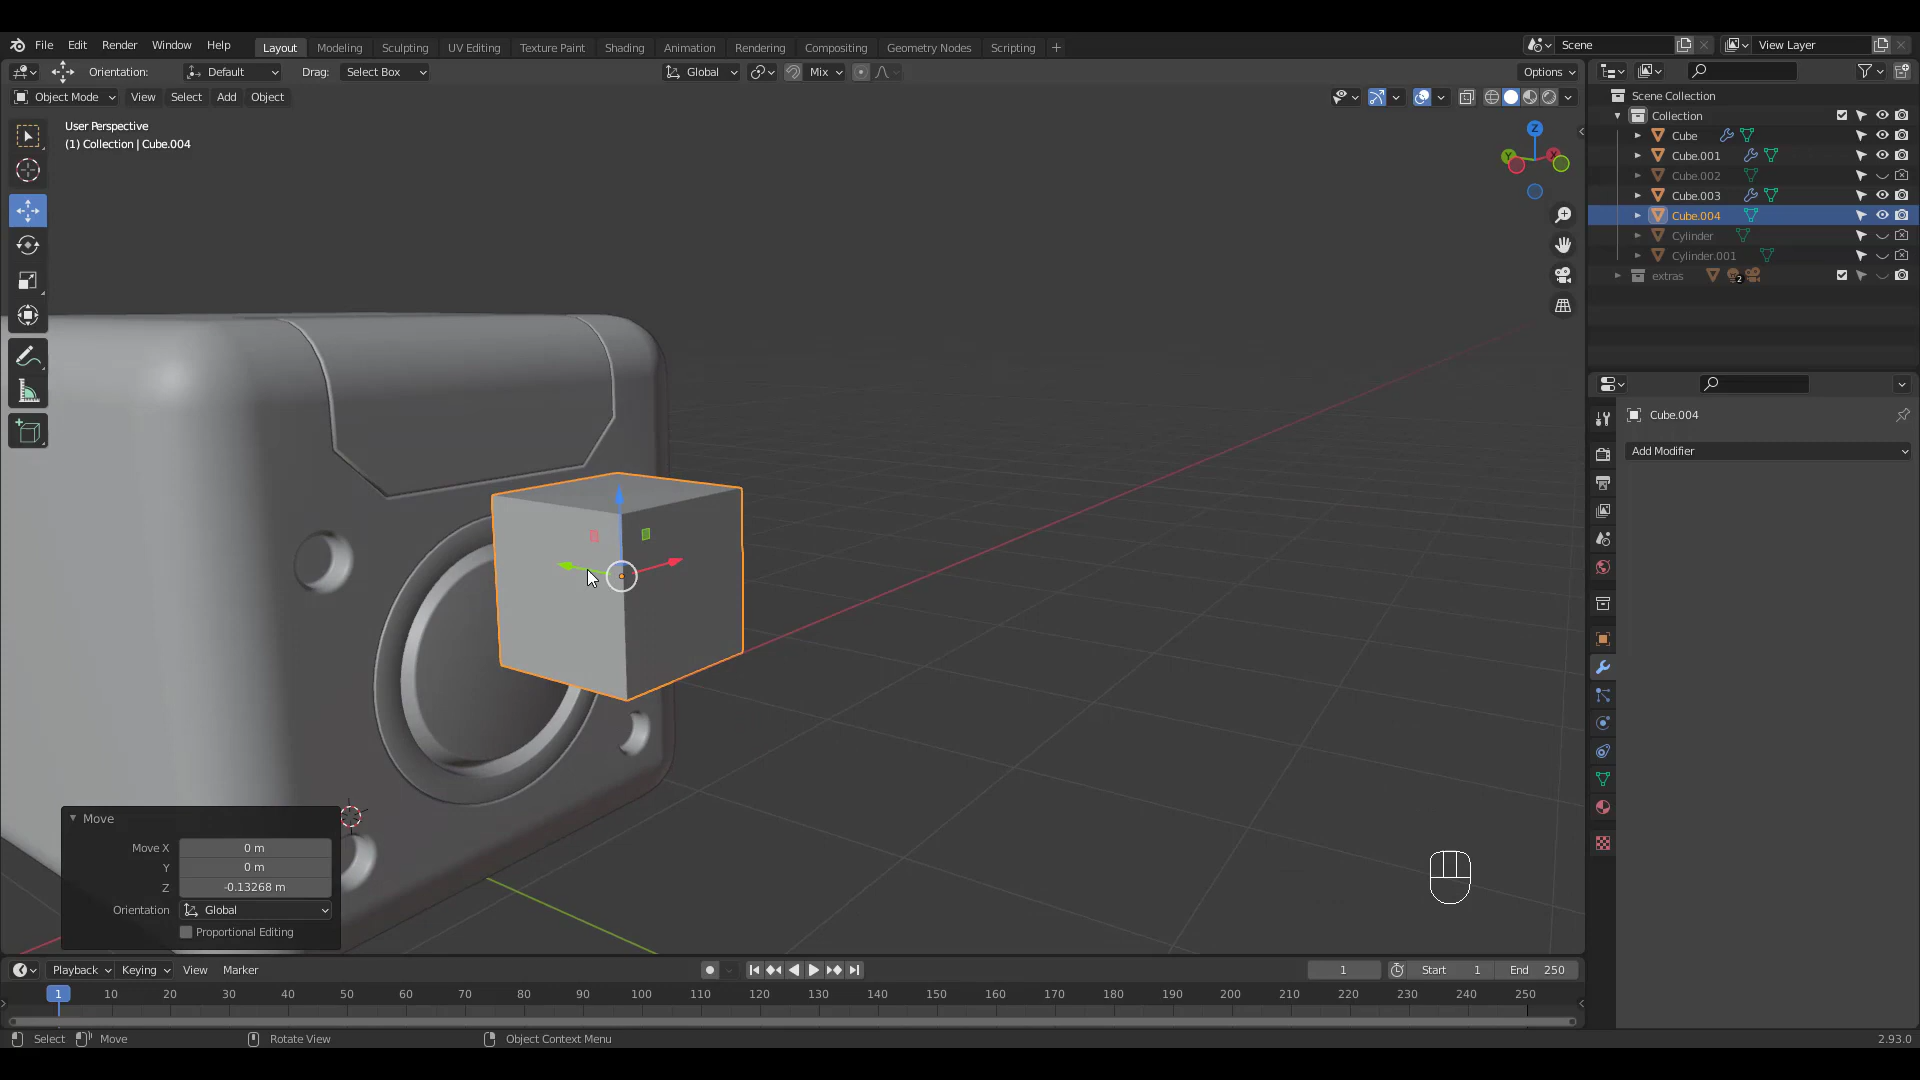 File Edit Render Window Help Layout Modeling Sculpting UV Editing Texture Paint Shading Animation Rendering Compositing Geometry Nodes Scripting + Scene View Layer
Orientation: Default Drag: Select Box Global Mix Options
Object Mode View Select Add Object
User Perspective
(1) Collection | Cube.004
Z
Y
X
Scene Collection
Collection
Cube
Cube.001
Cube.002
Cube.003
Cube.004
Cylinder
Cylinder.001
extras 2
Cube.004
Add Modifier
Move
Move X 0 m
Y 0 m
Z -0.13268 m
Orientation Global
Proportional Editing
Playback Keying View Marker 1 Start 1 End 250
1 10 20 30 40 50 60 70 80 90 100 110 120 130 140 150 160 170 180 190 200 210 220 230 240 250
Select Move Rotate View Object Context Menu 2.93.0